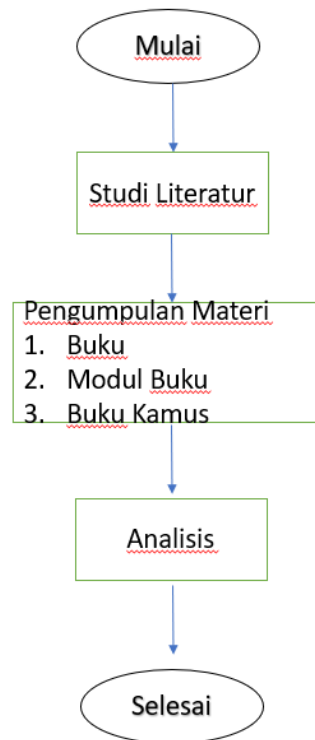 Mulai
Studi Literatur
Pengumpulan Materi
1. Buku
2. Modul Buku
3. Buku Kamus
Analisis
Selesai